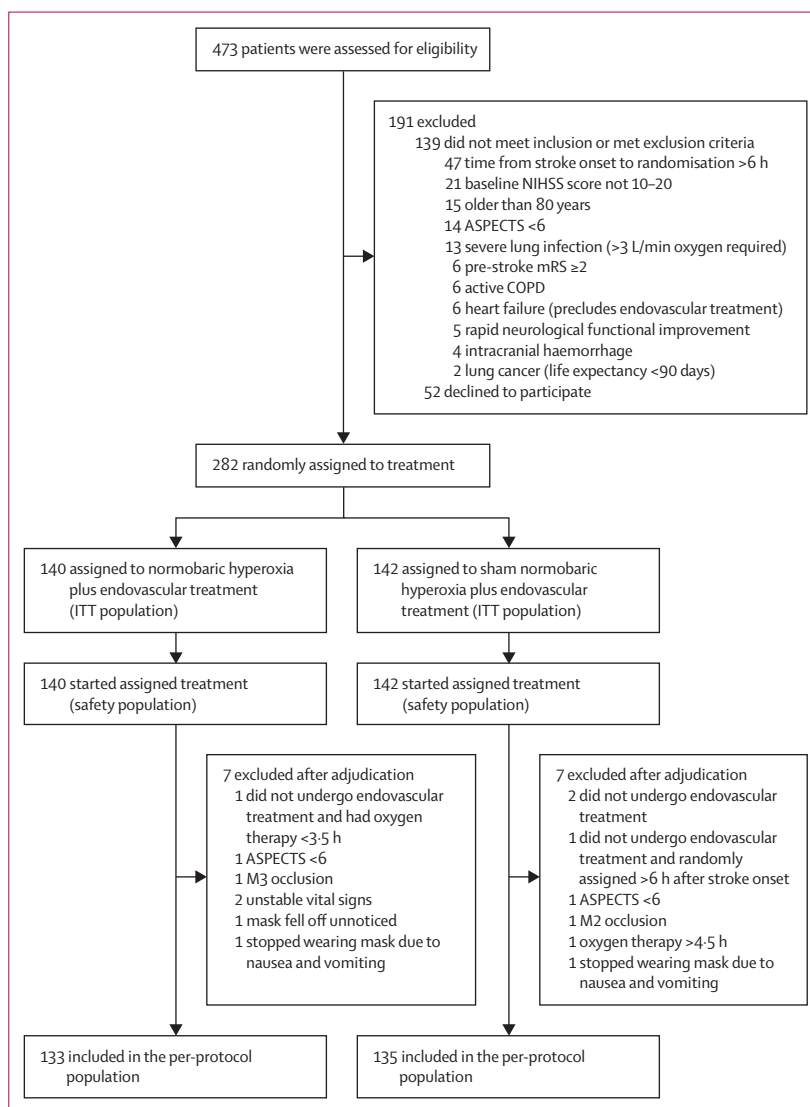 473 patients were assessed for eligibility
191 excluded
139 did not meet inclusion or met exclusion criteria
47 time from stroke onset to randomisation >6 h
21 baseline NIHSS score not 10–20
15 older than 80 years
14 ASPECTS <6
13 severe lung infection (>3 L/min oxygen required)
6 pre-stroke mRS ≥2
6 active COPD
6 heart failure (precludes endovascular treatment)
5 rapid neurological functional improvement
4 intracranial haemorrhage
2 lung cancer (life expectancy <90 days)
52 declined to participate
282 randomly assigned to treatment
140 assigned to normobaric hyperoxia
plus endovascular treatment
(ITT population)
142 assigned to sham normobaric
hyperoxia plus endovascular
treatment (ITT population)
140 started assigned treatment
(safety population)
142 started assigned treatment
(safety population)
7 excluded after adjudication
1 did not undergo endovascular
treatment and had oxygen
therapy <3·5 h
1 ASPECTS <6
1 M3 occlusion
2 unstable vital signs
1 mask fell off unnoticed
1 stopped wearing mask due to
nausea and vomiting
7 excluded after adjudication
2 did not undergo endovascular
treatment
1 did not undergo endovascular
treatment and randomly
assigned >6 h after stroke onset
1 ASPECTS <6
1 M2 occlusion
1 oxygen therapy >4·5 h
1 stopped wearing mask due to
nausea and vomiting
133 included in the per-protocol
population
135 included in the per-protocol
population